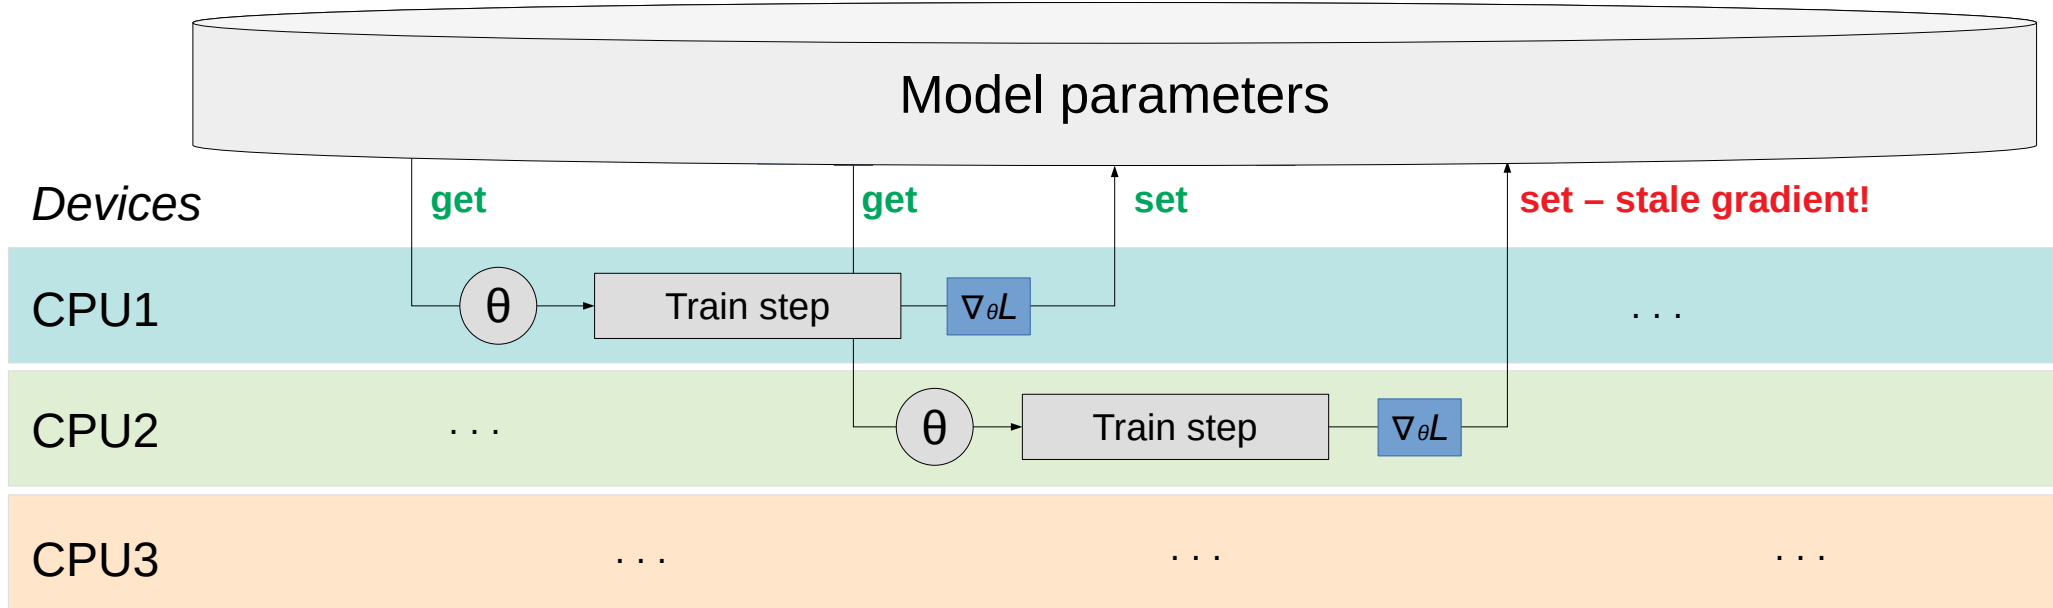 Model parameters
Devices
get
get
set
set – stale gradient!
CPU1
θ
Train step
∇θL
. . .
CPU2
. . .
θ
Train step
∇θL
CPU3
. . .
. . .
. . .